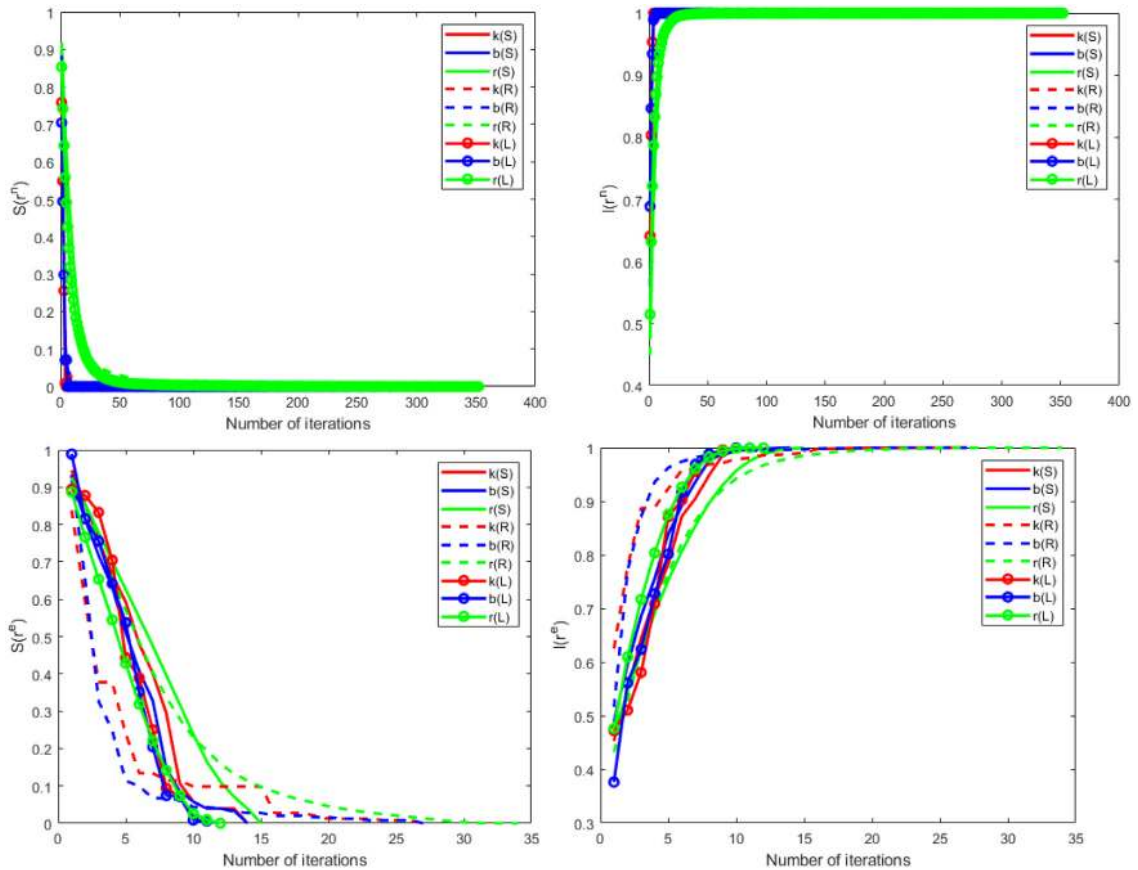 1
0.9
0.8
0.7
0.6
0.5
0.4
0.3
0.2
0.1
0
S(r^n)
0 50 100 150 200 250 300 350 400
Number of iterations
k(S)
b(S)
r(S)
k(R)
b(R)
r(R)
k(L)
b(L)
r(L)
1
0.9
0.8
0.7
0.6
0.5
0.4
I(r^n)
0 50 100 150 200 250 300 350 400
Number of iterations
k(S)
b(S)
r(S)
k(R)
b(R)
r(R)
k(L)
b(L)
r(L)
1
0.9
0.8
0.7
0.6
0.5
0.4
0.3
0.2
0.1
0
S(r^e)
0 5 10 15 20 25 30 35
Number of iterations
k(S)
b(S)
r(S)
k(R)
b(R)
r(R)
k(L)
b(L)
r(L)
1
0.9
0.8
0.7
0.6
0.5
0.4
0.3
I(r^e)
0 5 10 15 20 25 30 35
Number of iterations
k(S)
b(S)
r(S)
k(R)
b(R)
r(R)
k(L)
b(L)
r(L)